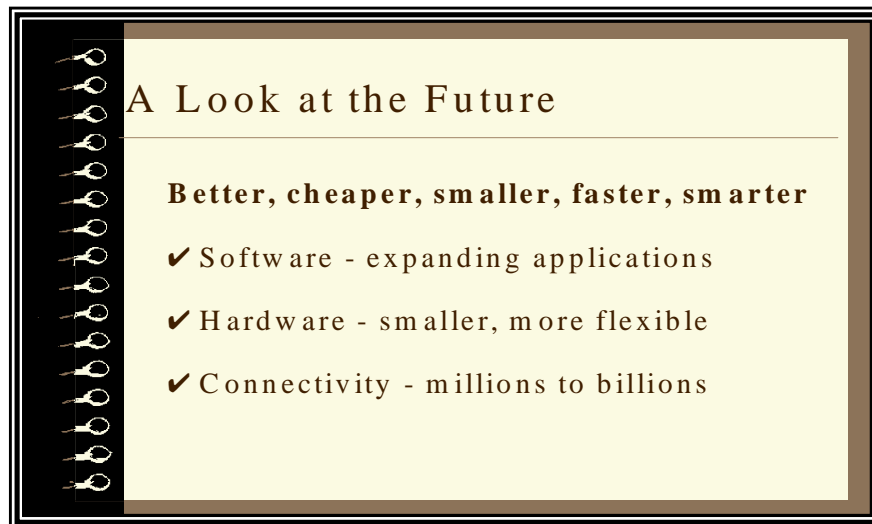 A Look at the Future
Better, cheaper, smaller, faster, smarter
✔ Software - expanding applications
✔ Hardware - smaller, more flexible
✔ Connectivity - millions to billions